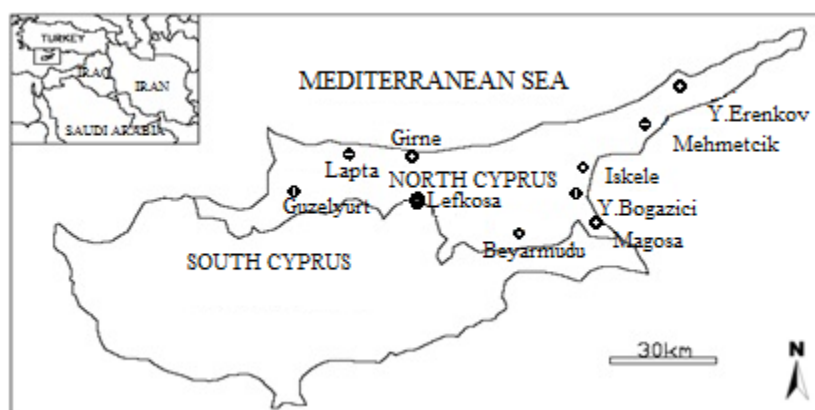 TURKEY
IRAQ
IRAN
SAUDI ARABIA
MEDITERRANEAN SEA
Y.Erenkov
Mehmetcik
Girne
Lapta
Iskele
NORTH CYPRUS
Guzelyurt
Lefkosa
Y.Bogazici
Magosa
Beyarmudu
SOUTH CYPRUS
30km
N